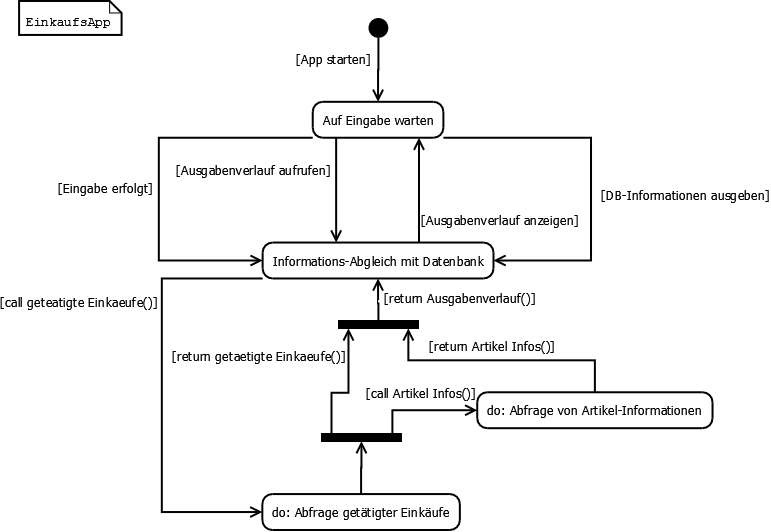 EinkaufsApp
[App starten]
Auf Eingabe warten
[Ausgabenverlauf aufrufen]
[Eingabe erfolgt]
[DB-Informationen ausgeben]
[Ausgabenverlauf anzeigen]
Informations-Abgleich mit Datenbank
[call geteatigte Einkaeufe()]
[return Ausgabenverlauf()]
[return Artikel Infos()]
[return getaetigte Einkaeufe()]
[call Artikel Infos()]
do: Abfrage von Artikel-Informationen
do: Abfrage getätigter Einkäufe